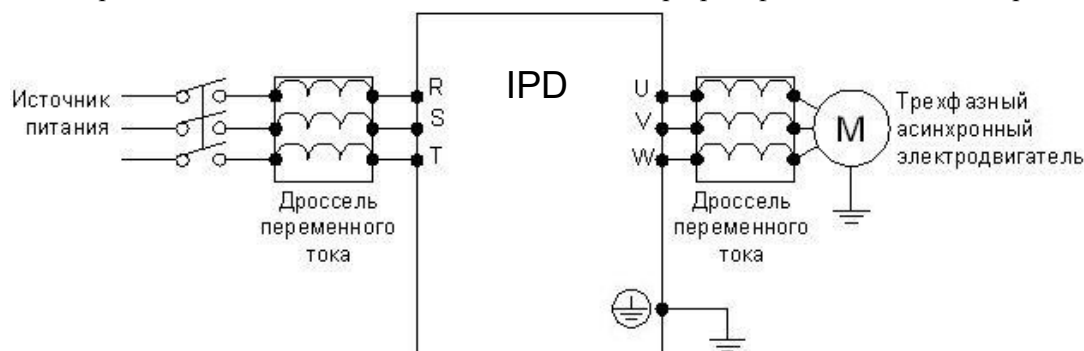 IPD
Источник
питания
R
S
T
U
V
W
M
Трехфазный
асинхронный
электродвигатель
Дроссель
переменного
тока
Дроссель
переменного
тока